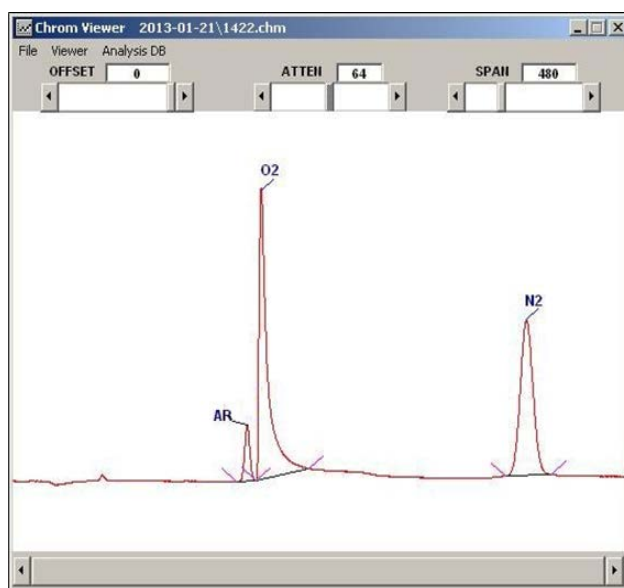 Chrom Viewer 2013-01-21\1422.chm
File Viewer Analysis DB
OFFSET 0 ATTEN 64 SPAN 480
O2
N2
AR